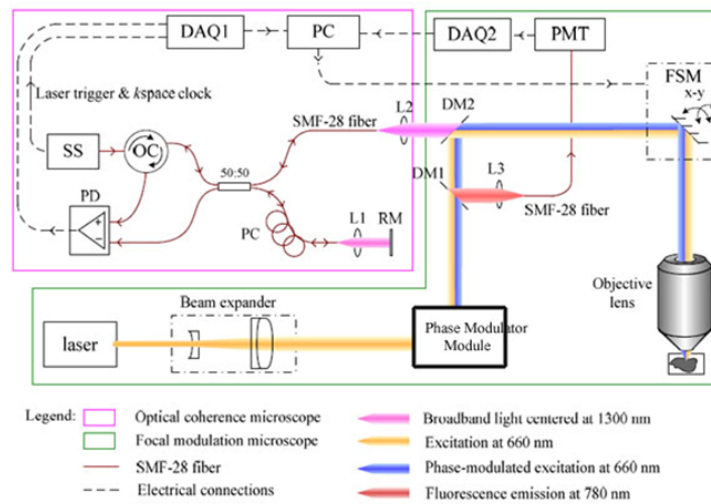 DAQ1
PC
DAQ2
PMT
Laser trigger & kspace clock
SMF-28 fiber
L2
DM2
FSM
x-y
SS
OC
50:50
DM1
L3
SMF-28 fiber
PD
PC
L1
RM
Beam expander
Objective
lens
laser
Phase Modulator
Module
Legend:
Optical coherence microscope
Broadband light centered at 1300 nm
Focal modulation microscope
Excitation at 660 nm
SMF-28 fiber
Phase-modulated excitation at 660 nm
Electrical connections
Fluorescence emission at 780 nm